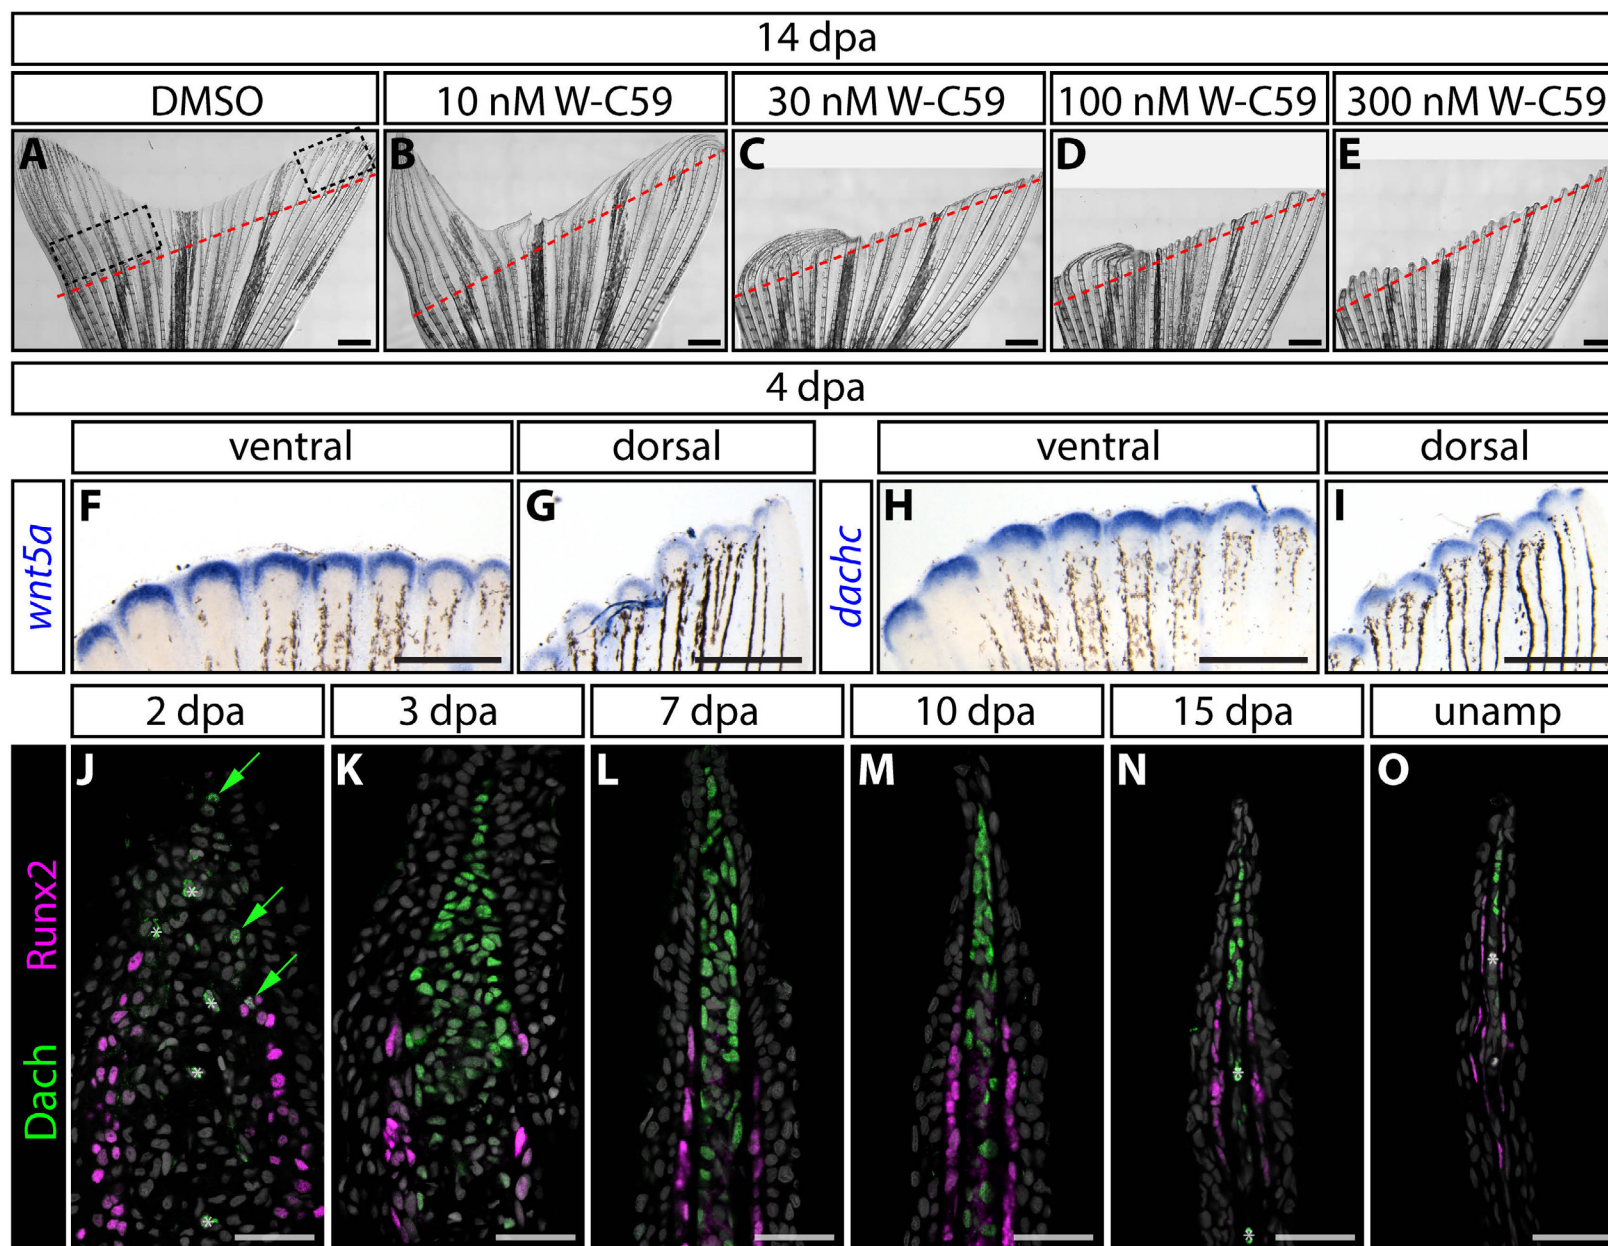 14 dpa
DMSO
10 nM W-C59
30 nM W-C59
100 nM W-C59
300 nM W-C59
A
B
C
D
E
4 dpa
ventral
dorsal
ventral
dorsal
wnt5a
F
G
dachc
H
I
2 dpa
3 dpa
7 dpa
10 dpa
15 dpa
unamp
Dach Runx2
J
K
L
M
N
O